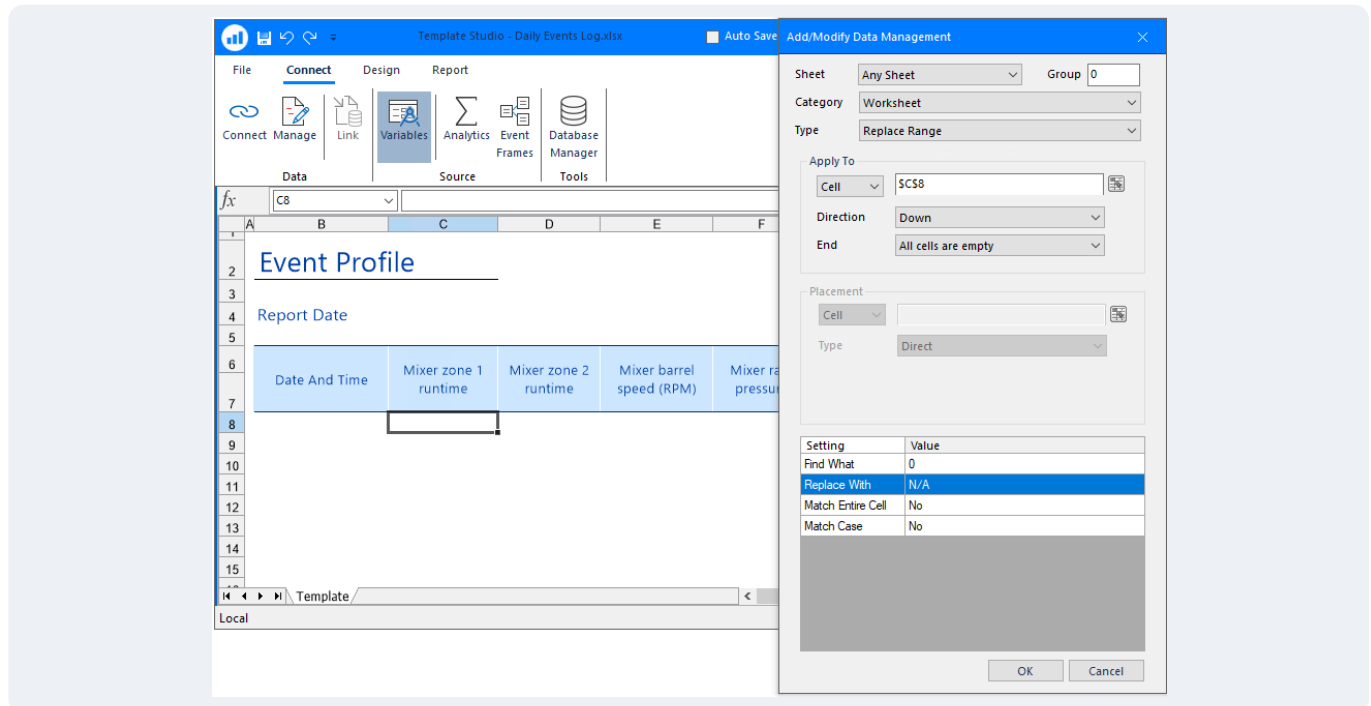 Template Studio - Daily Events Log.xlsx
Auto Save
File Connect Design Report
Connect Manage Link Variables Analytics Event Frames Database Manager
Data Source Tools
fx C8
A B C D E F
2 Event Profile
3
4 Report Date
5
6
7
Date And Time
Mixer zone 1
runtime
Mixer zone 2
runtime
Mixer barrel
speed (RPM)
Mixer ra
pressu
8
9
10
11
12
13
14
15
Template
Local
Add/Modify Data Management
Sheet Any Sheet Group 0
Category Worksheet
Type Replace Range
Apply To
Cell $C$8
Direction Down
End All cells are empty
Placement
Cell
Type Direct
Setting Value
Find What 0
Replace With N/A
Match Entire Cell No
Match Case No
OK Cancel